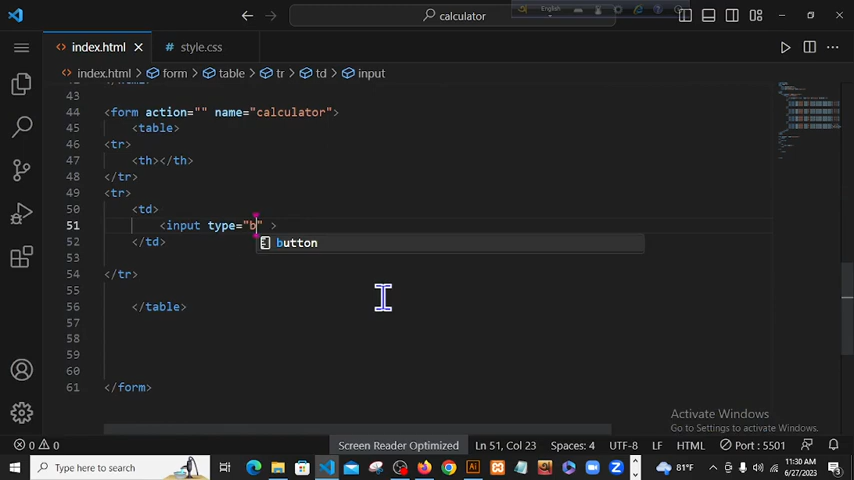 calculator
English
index.html
style.css
index.html > form > table > tr > td > input
43
44 <form action="" name="calculator">
45 <table>
46 <tr>
47 <th></th>
48 </tr>
49 <tr>
50 <td>
51 <input type="b" >
button
52 </td>
53
54 </tr>
55
56 </table>
57
58
59
60
61 </form>
Activate Windows
Go to Settings to activate Windows.
0 0
Screen Reader Optimized
Ln 51, Col 23
Spaces: 4
UTF-8
LF
HTML
Port : 5501
Type here to search
81°F
11:30 AM
6/27/2023